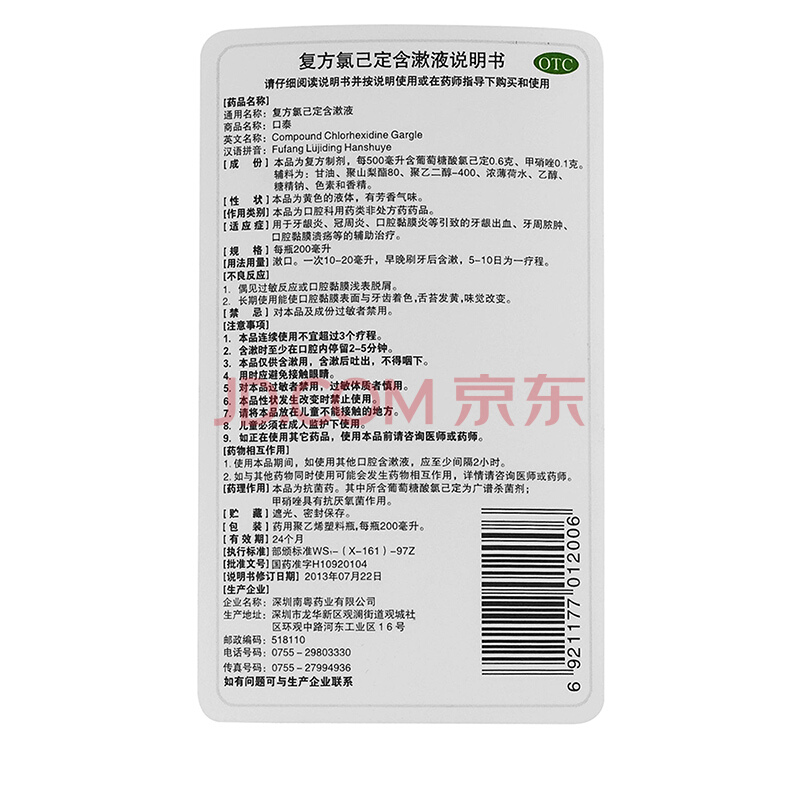 复方氯己定含漱液说明书
OTC
请仔细阅读说明书并按说明使用或在药师指导下购买和使用
[药品名称]
通用名称：复方氯己定含漱液
商品名称：口泰
英文名称：Compound Chlorhexidine Gargle
汉语拼音：Fufang Lüjiding Hanshuye
[成 份] 本品为复方制剂，每500毫升含葡萄糖酸氯己定0.6克、甲硝唑0.1克。
辅料为：甘油、聚山梨酯80、聚乙二醇-400、浓薄荷水、乙醇、
糖精钠、色素和香精。
[性 状] 本品为黄色的液体，有芳香气味。
[作用类别] 本品为口腔科用药类非处方药药品。
[适应症] 用于牙龈炎、冠周炎、口腔黏膜炎等引致的牙龈出血、牙周脓肿、
口腔黏膜溃疡等的辅助治疗。
[规 格] 每瓶200毫升
[用法用量] 漱口。一次10-20毫升，早晚刷牙后含漱，5-10日为一疗程。
[不良反应]
1. 偶见过敏反应或口腔黏膜浅表脱屑。
2. 长期使用能使口腔黏膜表面与牙齿着色,舌苔发黄,味觉改变。
[禁 忌] 对本品及成份过敏者禁用。
[注意事项]
1. 本品连续使用不宜超过3个疗程。
2. 含漱时至少在口腔内停留2-5分钟。
3. 本品仅供含漱用，含漱后吐出，不得咽下。
4. 用时应避免接触眼睛。
5. 对本品过敏者禁用，过敏体质者慎用。
6. 本品性状发生改变时禁止使用。
7. 请将本品放在儿童不能接触的地方。
8. 儿童必须在成人监护下使用。
9. 如正在使用其它药品，使用本品前请咨询医师或药师。
JD.COM 京东
[药物相互作用]
1. 使用本品期间，如使用其他口腔含漱液，应至少间隔2小时。
2. 如与其他药物同时使用可能会发生药物相互作用，详情请咨询医师或药师。
[药理作用] 本品为抗菌药。其中所含葡萄糖酸氯己定为广谱杀菌剂；
甲硝唑具有抗厌氧菌作用。
[贮 藏] 遮光、密封保存。
[包 装] 药用聚乙烯塑料瓶,每瓶200毫升。
[有效期] 24个月
[执行标准] 部颁标准WS₁-（X-161）-97Z
[批准文号] 国药准字H10920104
[说明书修订日期] 2013年07月22日
[生产企业]
企业名称：深圳南粤药业有限公司
生产地址：深圳市龙华新区观澜街道观城社
区环观中路河东工业区16号
邮政编码：518110
电话号码：0755-29803330
传真号码：0755-27994936
如有问题可与生产企业联系
6 921177 012006